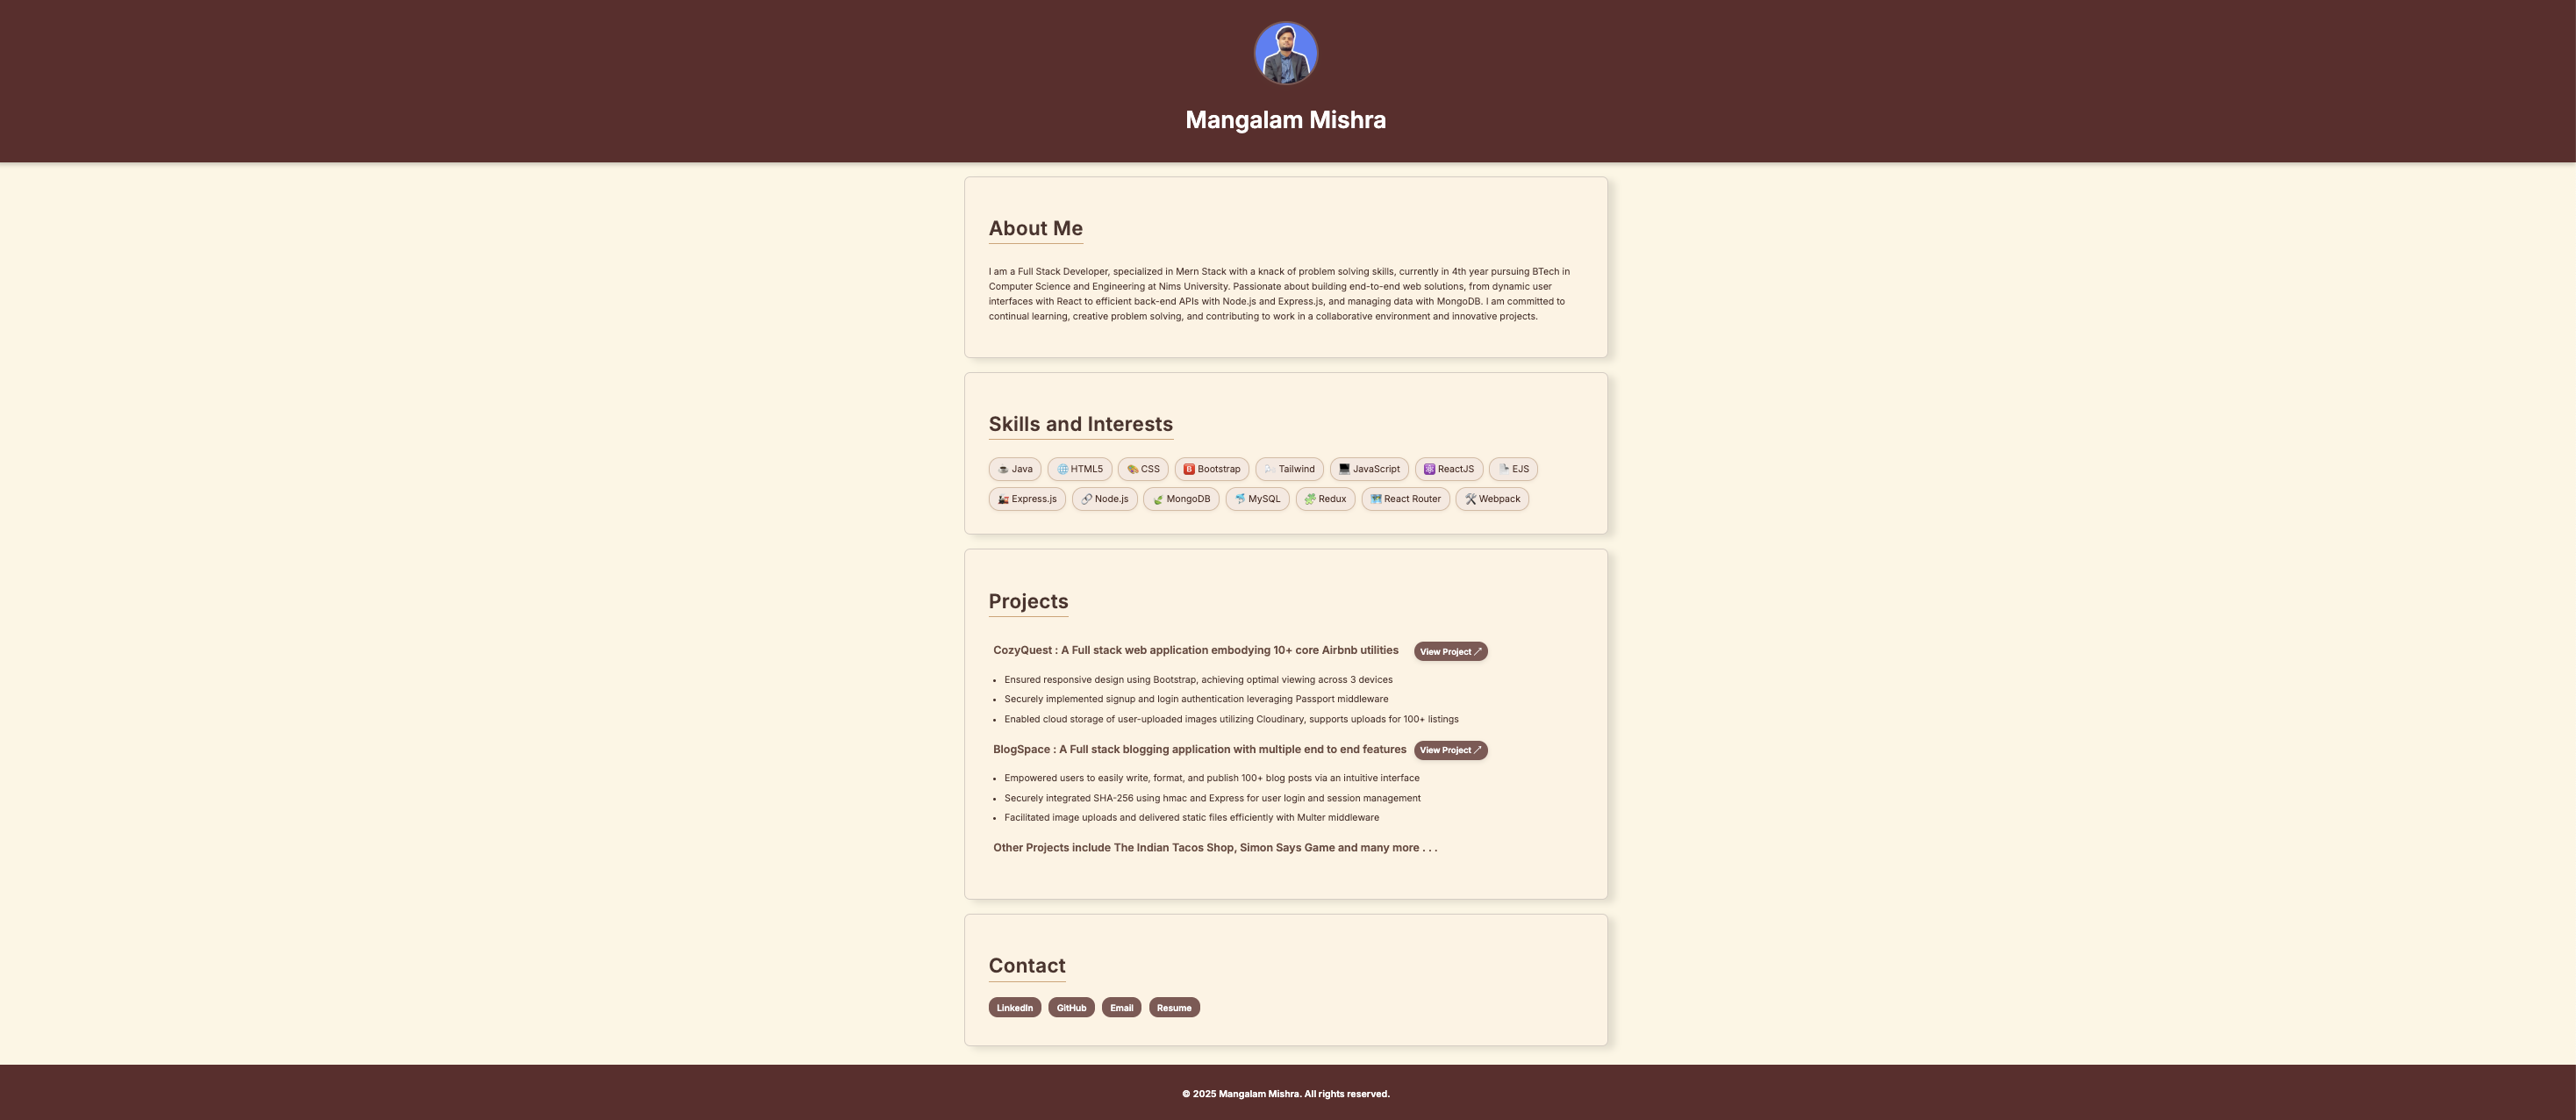 Mangalam Mishra
About Me
I am a Full Stack Developer, specialized in Mern Stack with a knack of problem solving skills, currently in 4th year pursuing BTech in
Computer Science and Engineering at Nims University. Passionate about building end-to-end web solutions, from dynamic user
interfaces with React to efficient back-end APIs with Node.js and Express.js, and managing data with MongoDB. I am committed to
continual learning, creative problem solving, and contributing to work in a collaborative environment and innovative projects.
Skills and Interests
Java HTML5 CSS Bootstrap Tailwind JavaScript ReactJS EJS
Express.js Node.js MongoDB MySQL Redux React Router Webpack
Projects
CozyQuest : A Full stack web application embodying 10+ core Airbnb utilities View Project
• Ensured responsive design using Bootstrap, achieving optimal viewing across 3 devices
• Securely implemented signup and login authentication leveraging Passport middleware
• Enabled cloud storage of user-uploaded images utilizing Cloudinary, supports uploads for 100+ listings
BlogSpace : A Full stack blogging application with multiple end to end features View Project
• Empowered users to easily write, format, and publish 100+ blog posts via an intuitive interface
• Securely integrated SHA-256 using hmac and Express for user login and session management
• Facilitated image uploads and delivered static files efficiently with Multer middleware
Other Projects include The Indian Tacos Shop, Simon Says Game and many more . . .
Contact
LinkedIn GitHub Email Resume
© 2025 Mangalam Mishra. All rights reserved.